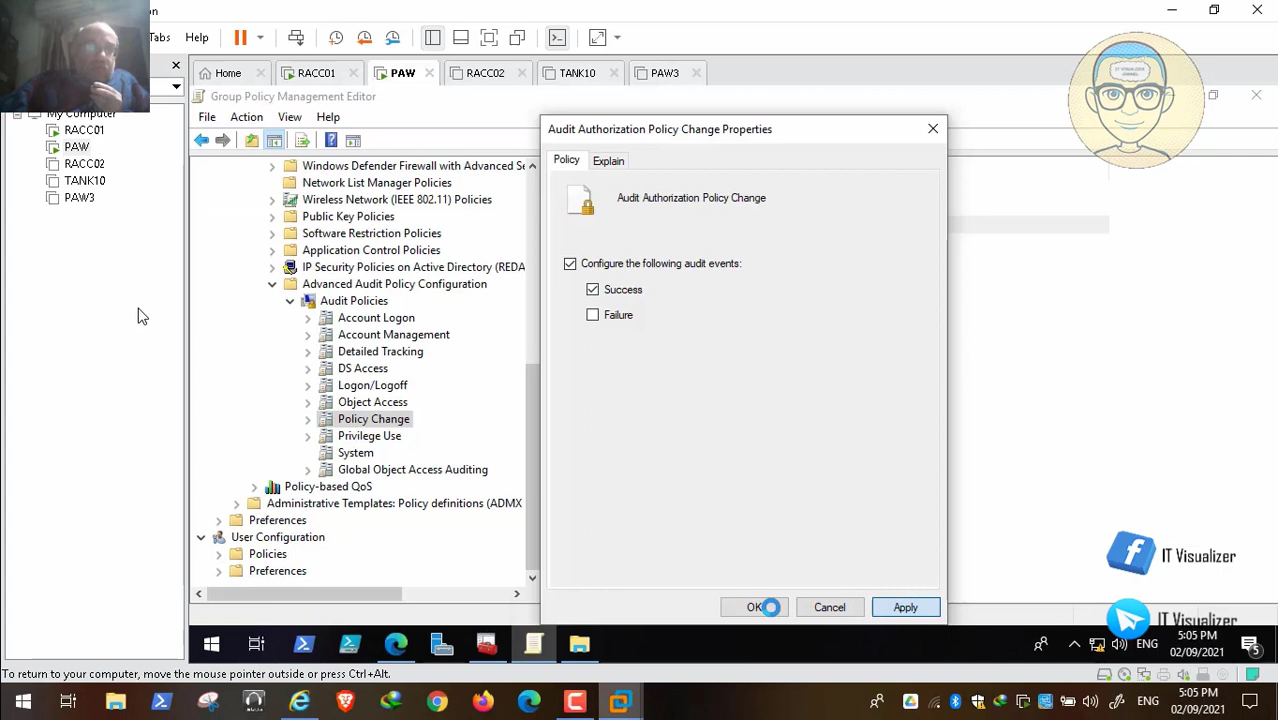 on
Tabs
Help
Home
RACC01
PAW
RACC02
TANK10
PAW3
IT VISUALIZER
CHANNEL
My Computer
RACC01
PAW
RACC02
TANK10
PAW3
Group Policy Management Editor
File
Action
View
Help
Windows Defender Firewall with Advanced Se
Network List Manager Policies
Wireless Network (IEEE 802.11) Policies
Public Key Policies
Software Restriction Policies
Application Control Policies
IP Security Policies on Active Directory (REDA
Advanced Audit Policy Configuration
Audit Policies
Account Logon
Account Management
Detailed Tracking
DS Access
Logon/Logoff
Object Access
Policy Change
Privilege Use
System
Global Object Access Auditing
Policy-based QoS
Administrative Templates: Policy definitions (ADMX
Preferences
User Configuration
Policies
Preferences
Audit Authorization Policy Change Properties
Policy
Explain
Audit Authorization Policy Change
Configure the following audit events:
Success
Failure
OK
Cancel
Apply
IT Visualizer
IT Visualizer
ENG
5:05 PM
02/09/2021
5
To return to your computer, move the mouse pointer outside or press Ctrl+Alt.
ENG
5:05 PM
02/09/2021